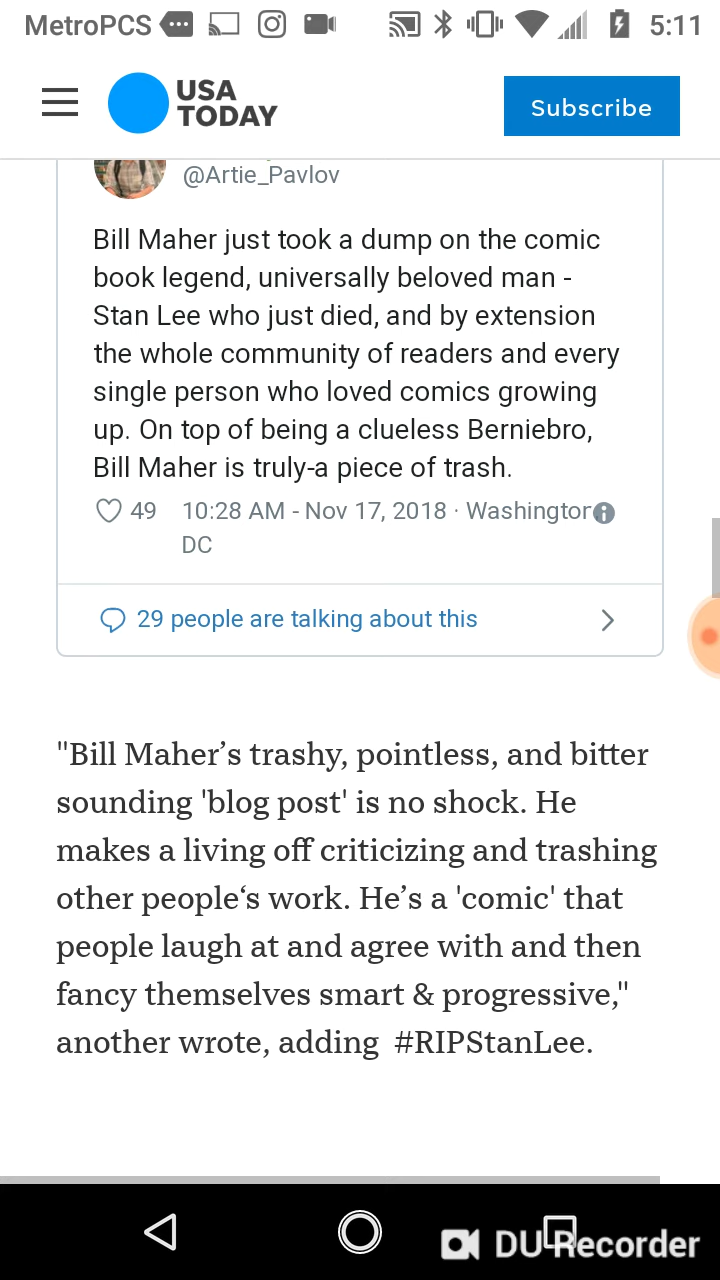 MetroPCS 5:11
USA
TODAY
Subscribe
@Artie_Pavlov
Bill Maher just took a dump on the comic
book legend, universally beloved man -
Stan Lee who just died, and by extension
the whole community of readers and every
single person who loved comics growing
up. On top of being a clueless Berniebro,
Bill Maher is truly-a piece of trash.
49 10:28 AM - Nov 17, 2018 · Washington
DC
29 people are talking about this
"Bill Maher’s trashy, pointless, and bitter
sounding 'blog post' is no shock. He
makes a living off criticizing and trashing
other people‘s work. He’s a 'comic' that
people laugh at and agree with and then
fancy themselves smart & progressive,"
another wrote, adding #RIPStanLee.
DU Recorder